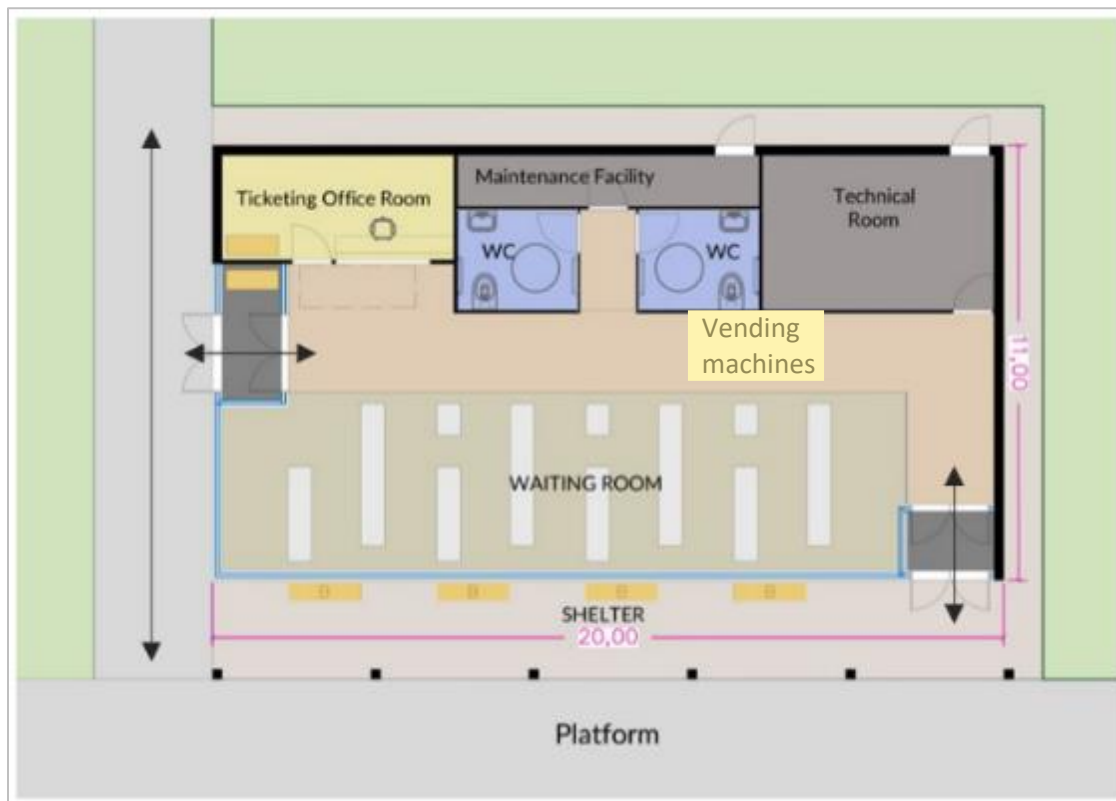 Ticketing Office Room
Maintenance Facility
Technical
Room
WC
WC
Vending
machines
11,00
WAITING ROOM
SHELTER
20,00
Platform